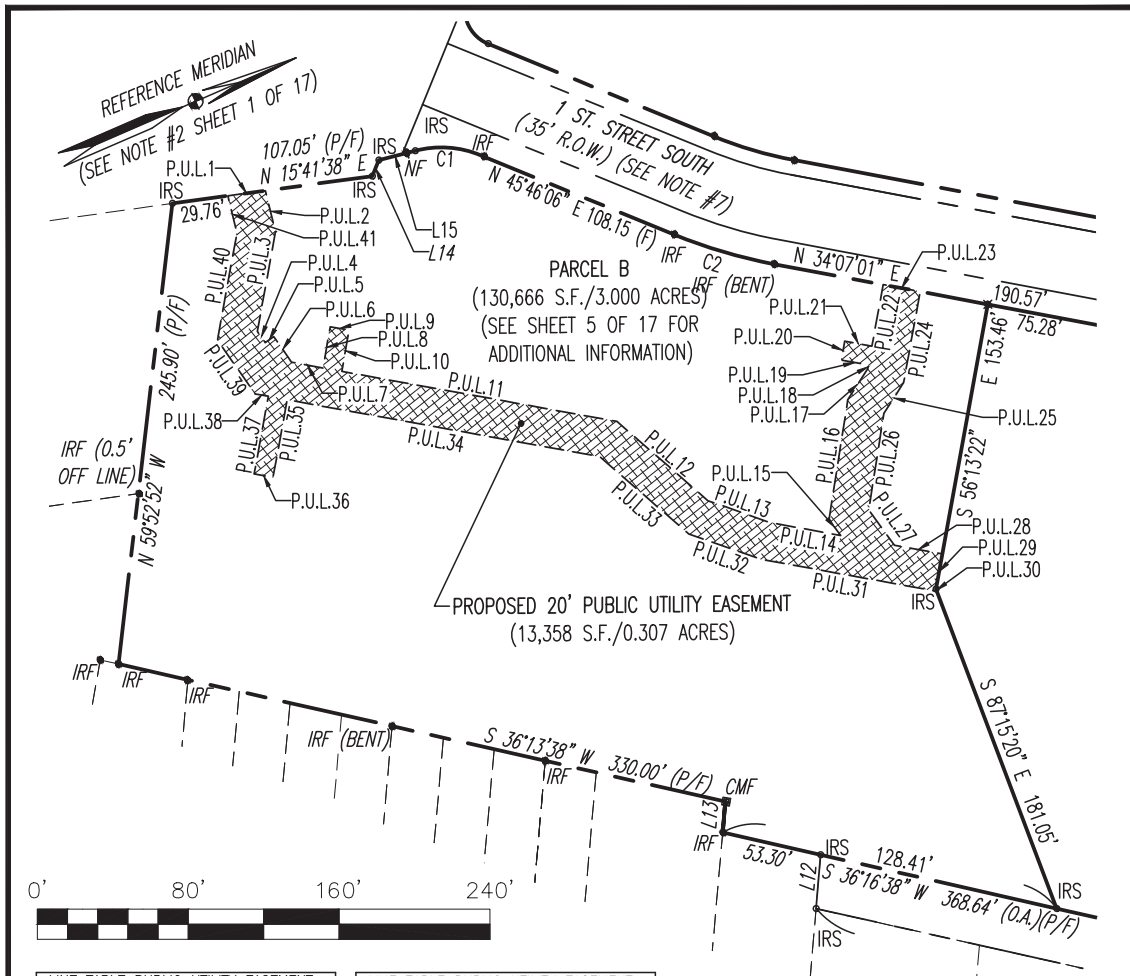 REFERENCE MERIDIAN
(SEE NOTE #2 SHEET 1 OF 17)
1 ST. STREET SOUTH
(35' R.O.W.) (SEE NOTE #7)
107.05' (P/F)
N 15°41'38" E
P.U.L.1
IRS
29.76'
IRS
IRS
NF
C1
IRS
IRF
L15
L14
P.U.L.2
P.U.L.41
P.U.L.3
P.U.L.40
P.U.L.4
P.U.L.5
P.U.L.6
P.U.L.9
P.U.L.8
P.U.L.10
P.U.L.7
P.U.L.39
P.U.L.38
P.U.L.37
P.U.L.35
P.U.L.36
P.U.L.11
P.U.L.34
N 45°46'06" E 108.15 (F)
IRF
C2
IRF (BENT)
N 34°07'01" E
190.57'
75.28'
PARCEL B
(130,666 S.F./3.000 ACRES)
(SEE SHEET 5 OF 17 FOR
ADDITIONAL INFORMATION)
P.U.L.23
P.U.L.21
P.U.L.22
P.U.L.20
P.U.L.24
P.U.L.19
P.U.L.18
P.U.L.17
P.U.L.25
P.U.L.16
P.U.L.26
P.U.L.12
P.U.L.15
P.U.L.13
P.U.L.14
P.U.L.27
P.U.L.28
P.U.L.29
P.U.L.30
P.U.L.33
P.U.L.32
P.U.L.31
IRS
S 56°13'22" E 153.46'
245.90' (P/F)
IRF (0.5'
OFF LINE)
N 59°52'52" W
PROPOSED 20' PUBLIC UTILITY EASEMENT
(13,358 S.F./0.307 ACRES)
S 87°15'20" E 181.05'
IRF
IRF
IRF
IRF (BENT)
S 36°13'38" W 330.00' (P/F)
IRF
CMF
L13
IRF
53.30'
IRS
L12
128.41'
S 36°16'38" W 368.64' (O.A.)(P/F)
IRS
IRS
0' 80' 160' 240'